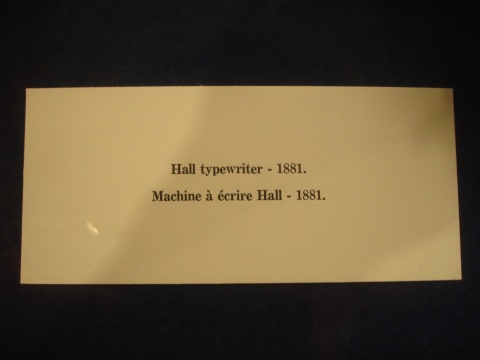 Hall typewriter - 1881.
Machine à écrire Hall - 1881.